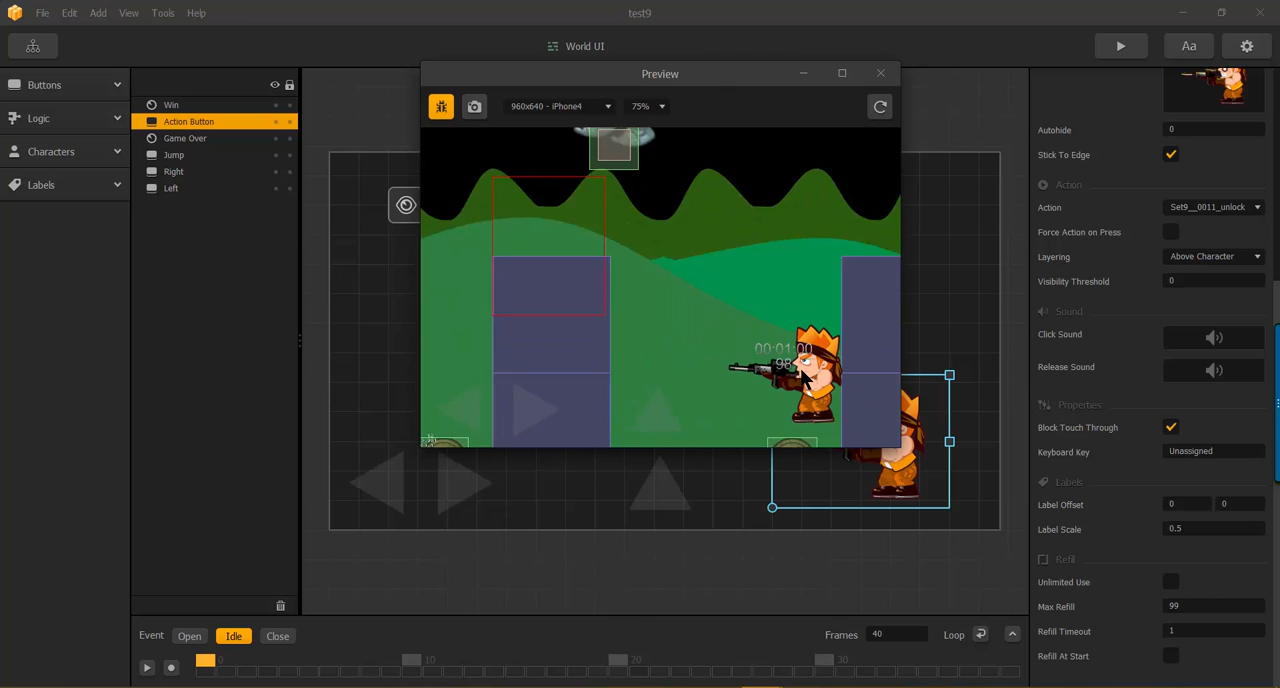 File Edit Add View Tools Help
test9
World UI
Aa
Buttons
Logic
Characters
Labels
Win
Action Button
Game Over
Jump
Right
Left
Preview
960x640 - iPhone4
75%
00:01:00
98
Autohide 0
Stick To Edge
Action
Action Set9__0011_unlock
Force Action on Press
Layering Above Character
Visibility Threshold 0
Sound
Click Sound
Release Sound
Properties
Block Touch Through
Keyboard Key Unassigned
Labels
Label Offset 0 0
Label Scale 0.5
Refill
Unlimited Use
Max Refill 99
Refill Timeout 1
Refill At Start
Event Open Idle Close
Frames 40 Loop
0 10 20 30